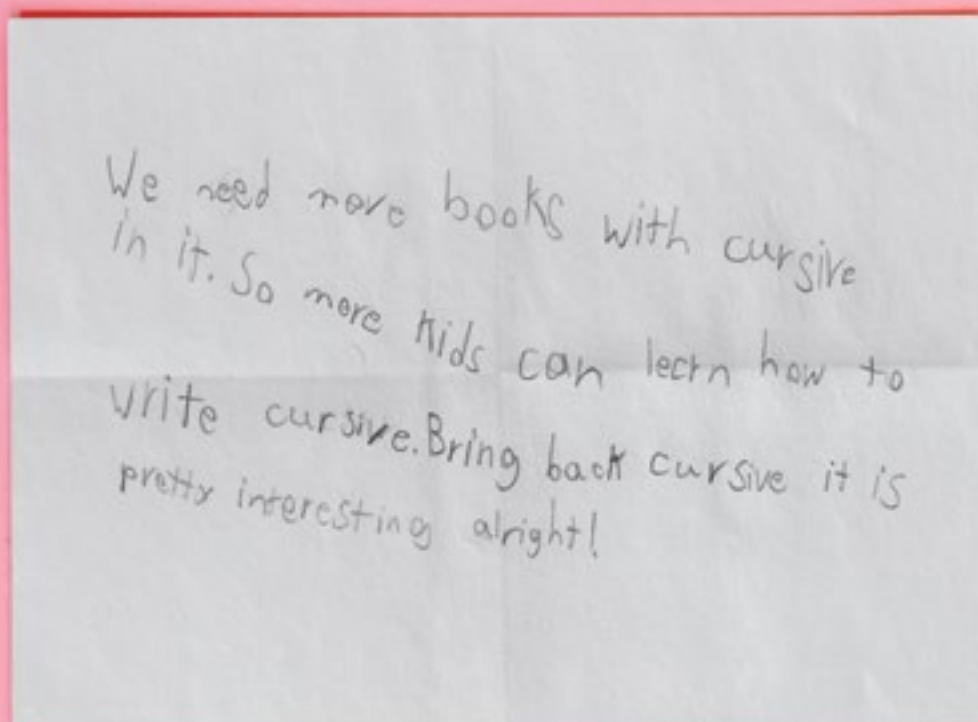 We need more books with cursive
in it. So more kids can learn how to
write cursive. Bring back cursive it is
pretty interesting alright!